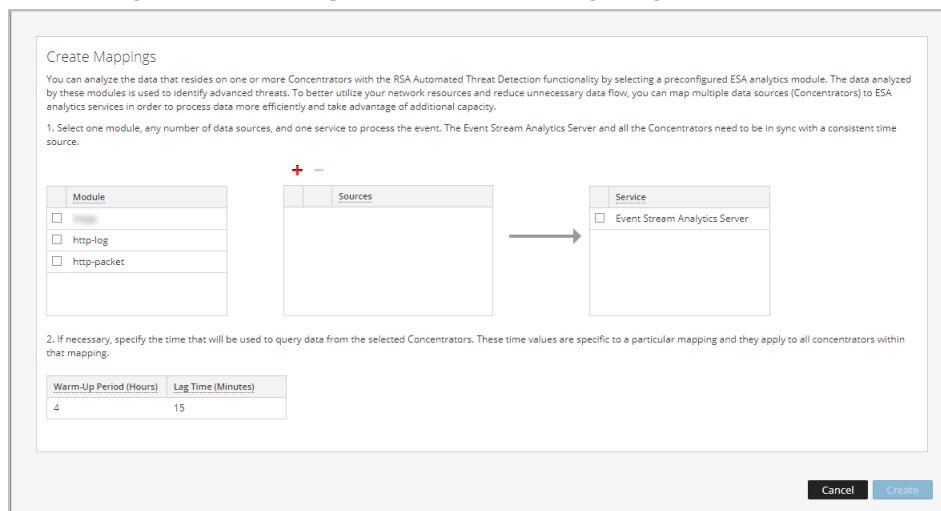 Create Mappings
You can analyze the data that resides on one or more Concentrators with the RSA Automated Threat Detection functionality by selecting a preconfigured ESA analytics module. The data analyzed
by these modules is used to identify advanced threats. To better utilize your network resources and reduce unnecessary data flow, you can map multiple data sources (Concentrators) to ESA
analytics services in order to process data more efficiently and take advantage of additional capacity.
1. Select one module, any number of data sources, and one service to process the event. The Event Stream Analytics Server and all the Concentrators need to be in sync with a consistent time
source.
Module Sources Service
Event Stream Analytics Server
http-log
http-packet
2. If necessary, specify the time that will be used to query data from the selected Concentrators. These time values are specific to a particular mapping and they apply to all concentrators within
that mapping.
Warm-Up Period (Hours) Lag Time (Minutes)
4 15
Cancel Create